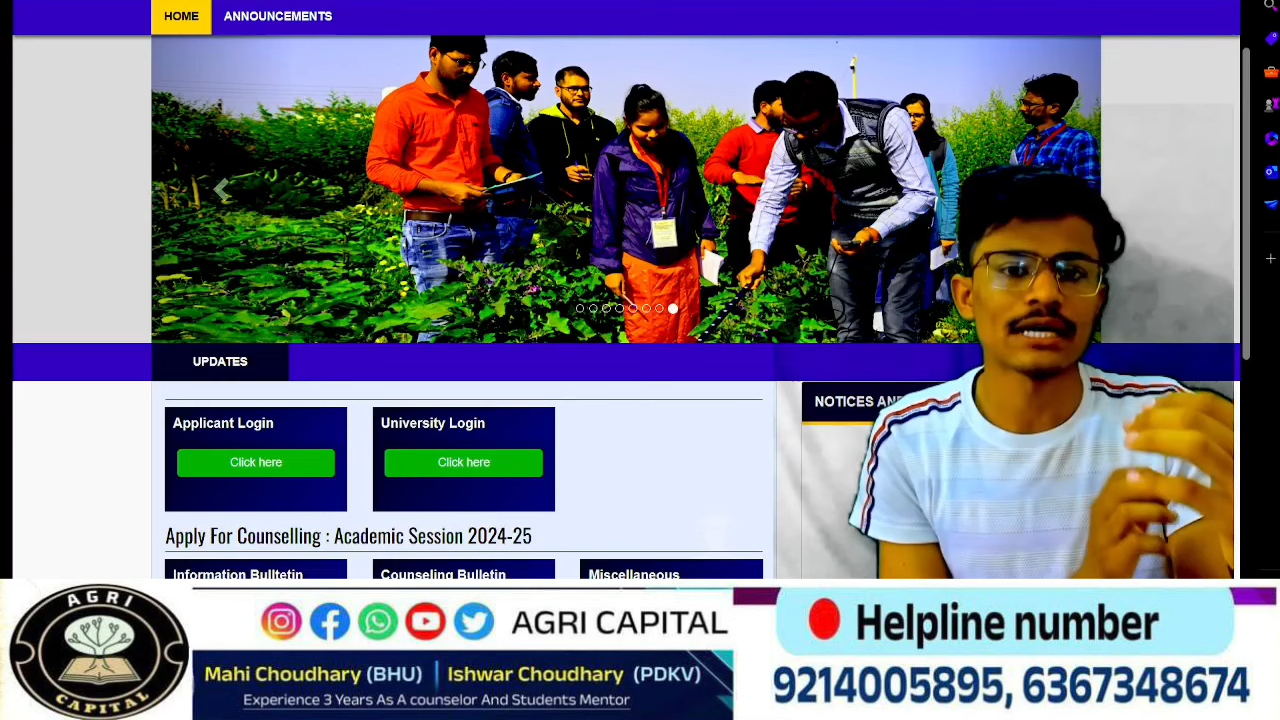 HOME ANNOUNCEMENTS
UPDATES
Applicant Login
Click here
University Login
Click here
NOTICES
Apply For Counselling : Academic Session 2024-25
Information Bulltetin
Counseling Bulletin
Miscellaneous
AGRI
CAPITAL
AGRI CAPITAL
Mahi Choudhary (BHU) | Ishwar Choudhary (PDKV)
Experience 3 Years As A counselor And Students Mentor
Helpline number
9214005895, 6367348674